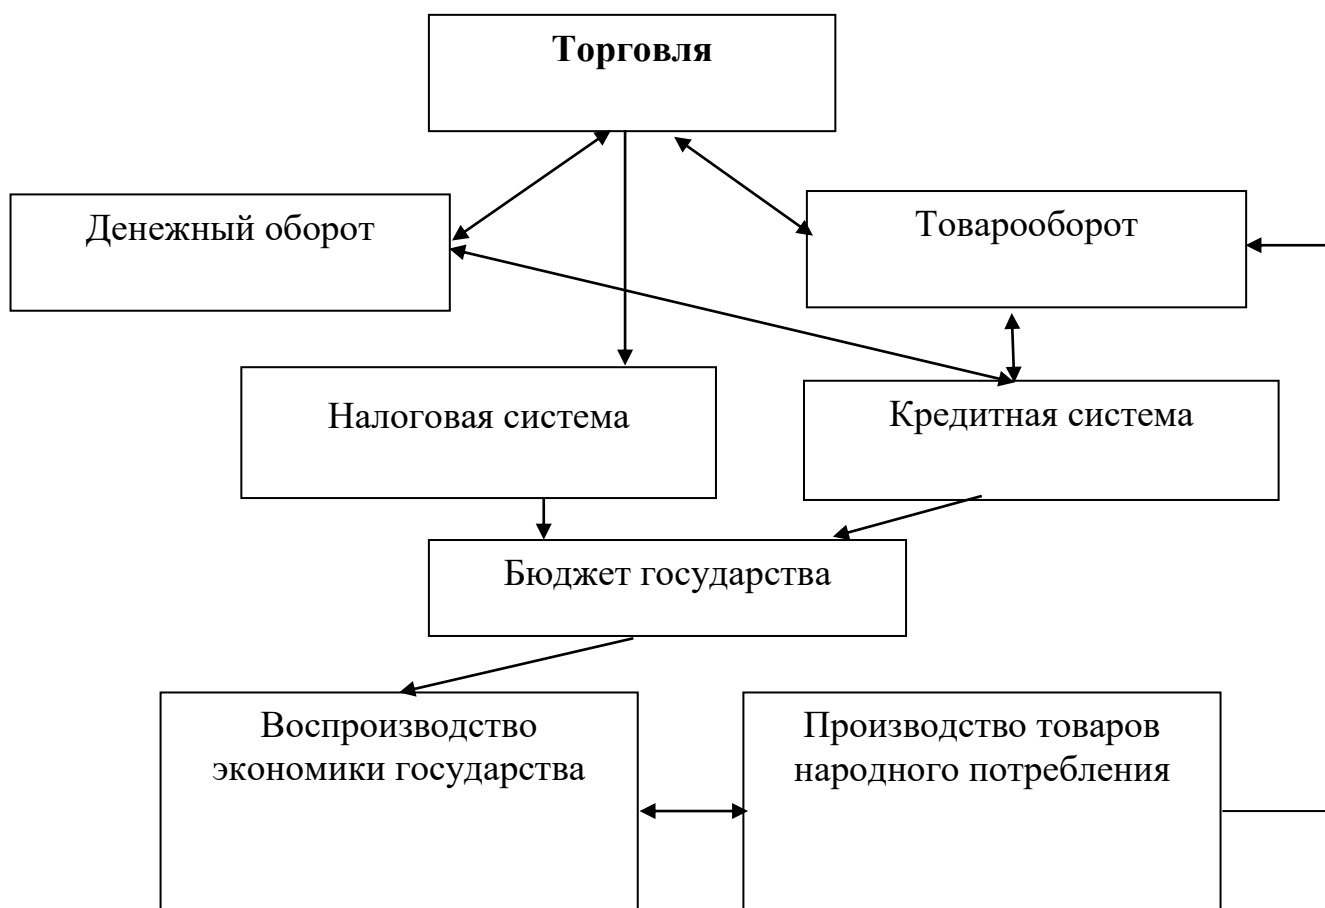 Торговля
Денежный оборот
Товарооборот
Налоговая система
Кредитная система
Бюджет государства
Воспроизводство
экономики государства
Производство товаров
народного потребления